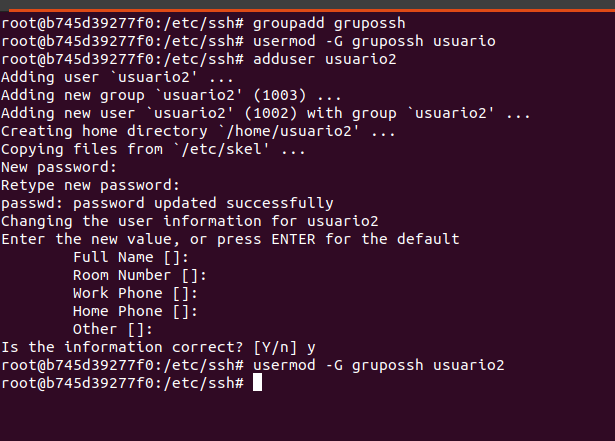 root@b745d39277f0:/etc/ssh# groupadd grupossh
root@b745d39277f0:/etc/ssh# usermod -G grupossh usuario
root@b745d39277f0:/etc/ssh# adduser usuario2
Adding user `usuario2' ...
Adding new group `usuario2' (1003) ...
Adding new user `usuario2' (1002) with group `usuario2' ...
Creating home directory `/home/usuario2' ...
Copying files from `/etc/skel' ...
New password:
Retype new password:
passwd: password updated successfully
Changing the user information for usuario2
Enter the new value, or press ENTER for the default
        Full Name []:
        Room Number []:
        Work Phone []:
        Home Phone []:
        Other []:
Is the information correct? [Y/n] y
root@b745d39277f0:/etc/ssh# usermod -G grupossh usuario2
root@b745d39277f0:/etc/ssh#